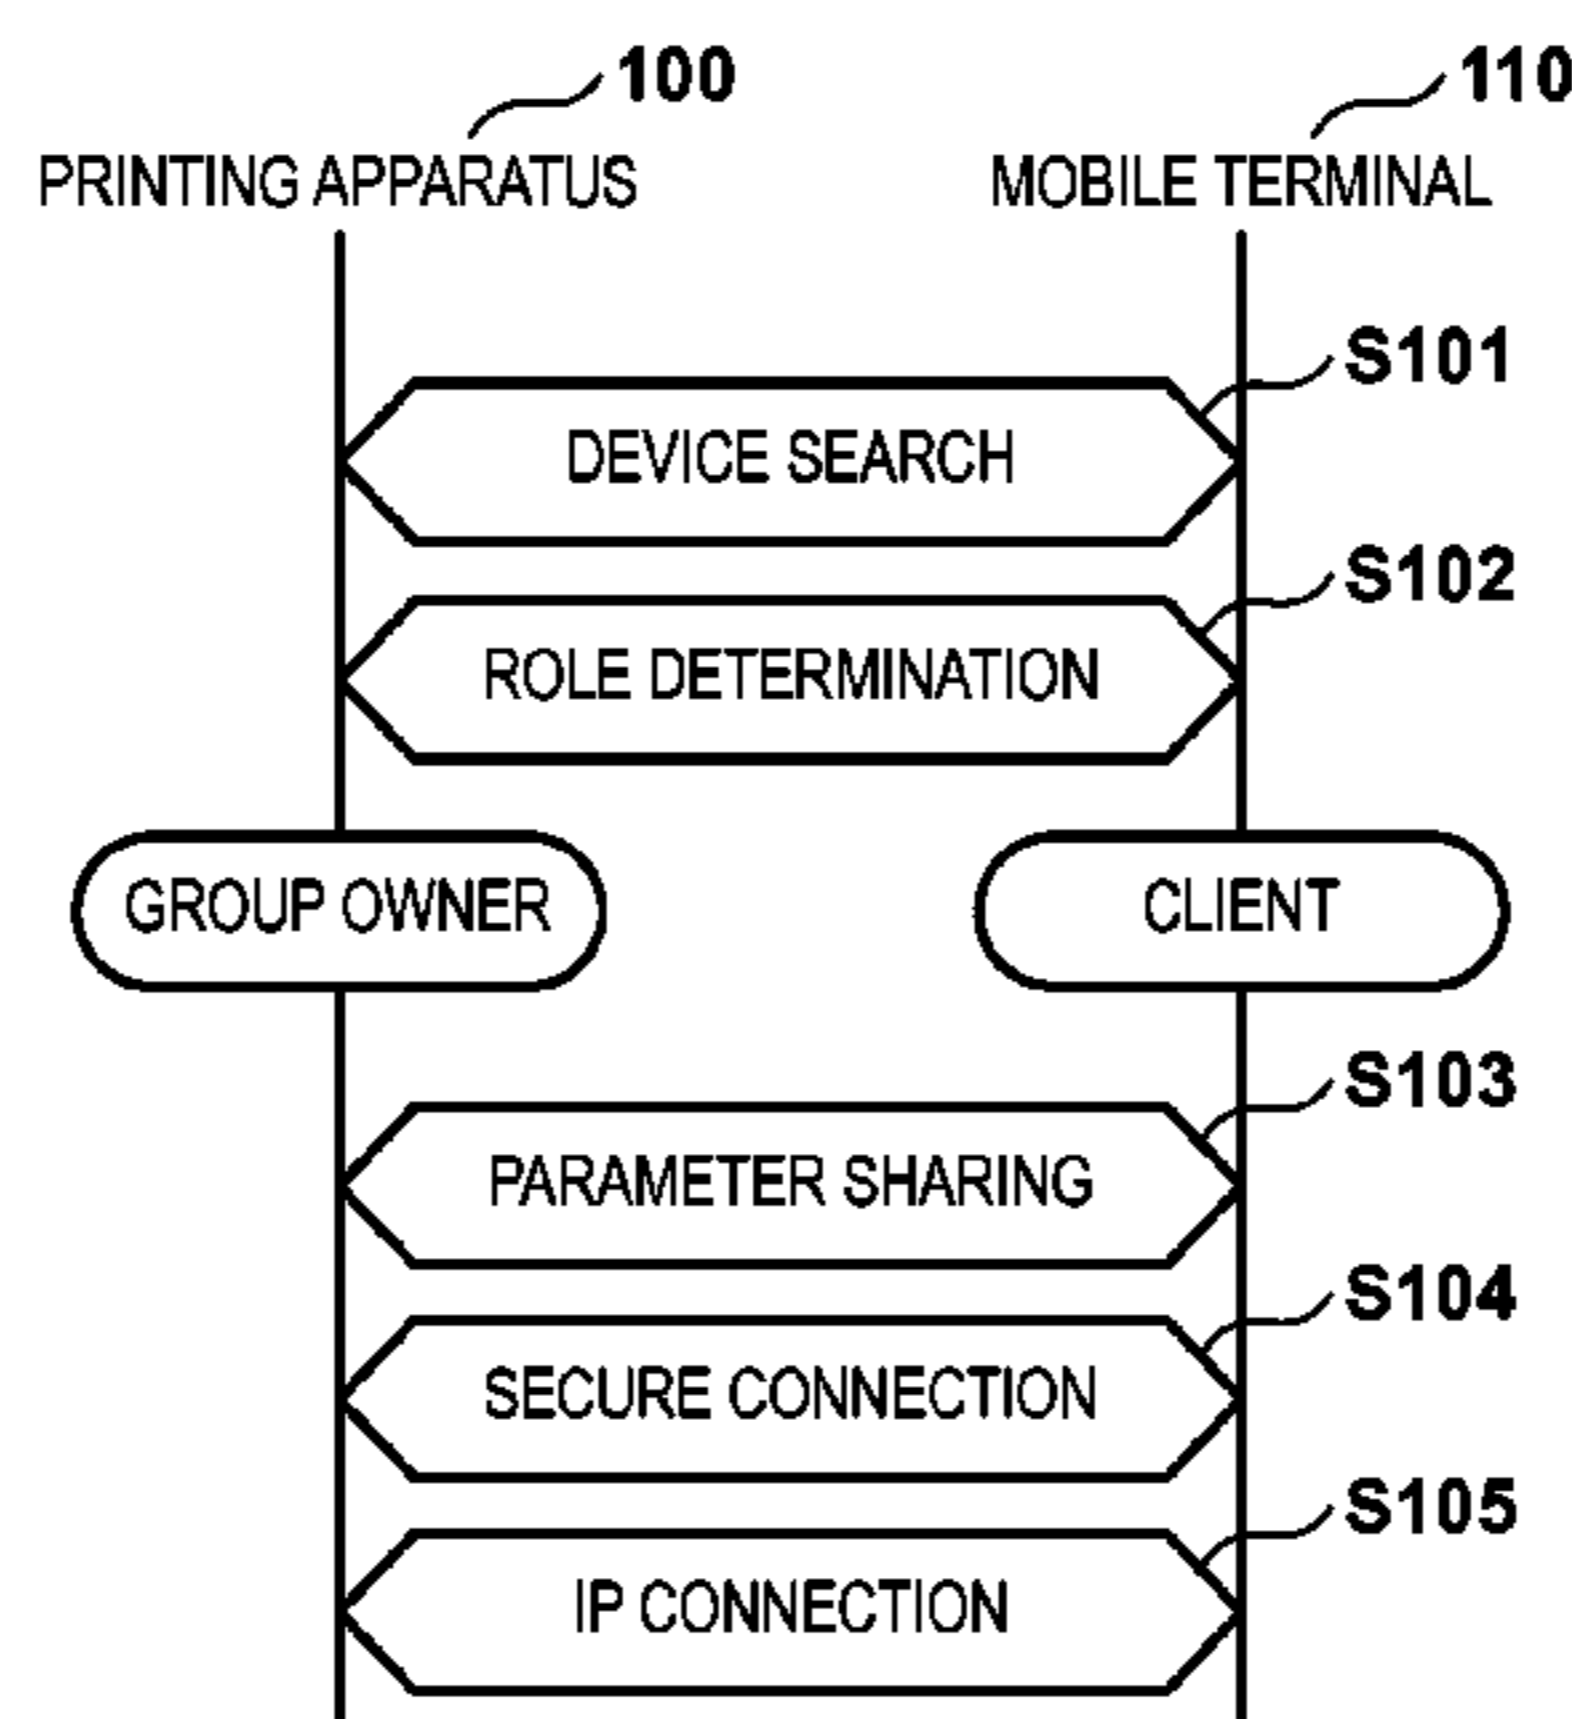 100
110
PRINTING APPARATUS
MOBILE TERMINAL
S101
DEVICE SEARCH
S102
ROLE DETERMINATION
GROUP OWNER
CLIENT
S103
PARAMETER SHARING
S104
SECURE CONNECTION
S105
IP CONNECTION